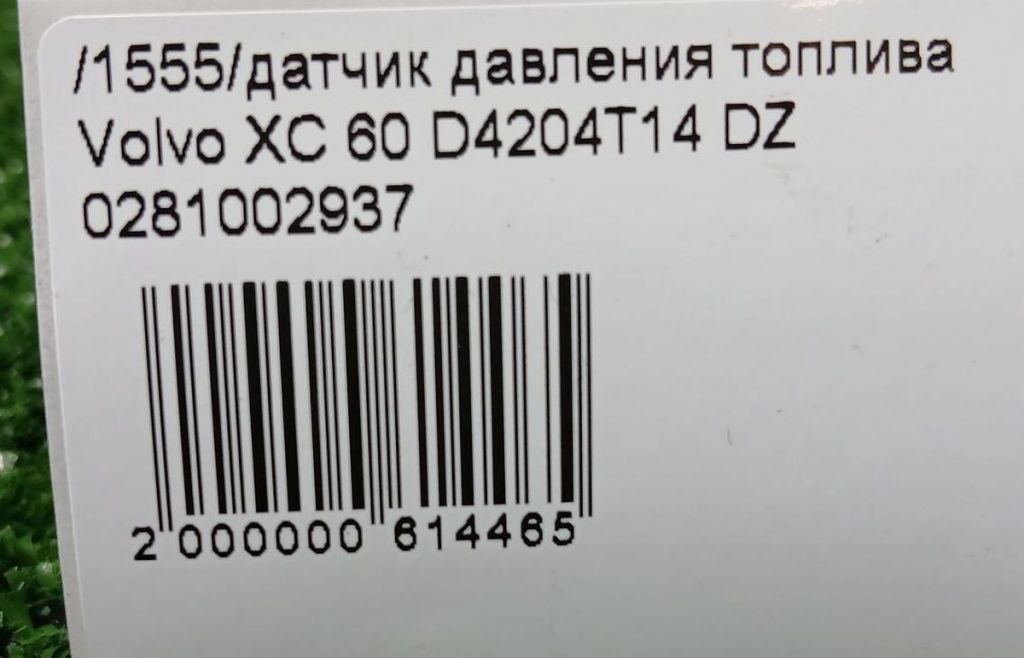 /1555/датчик давления топлива
Volvo XC 60 D4204T14 DZ
0281002937
2 000000 614465